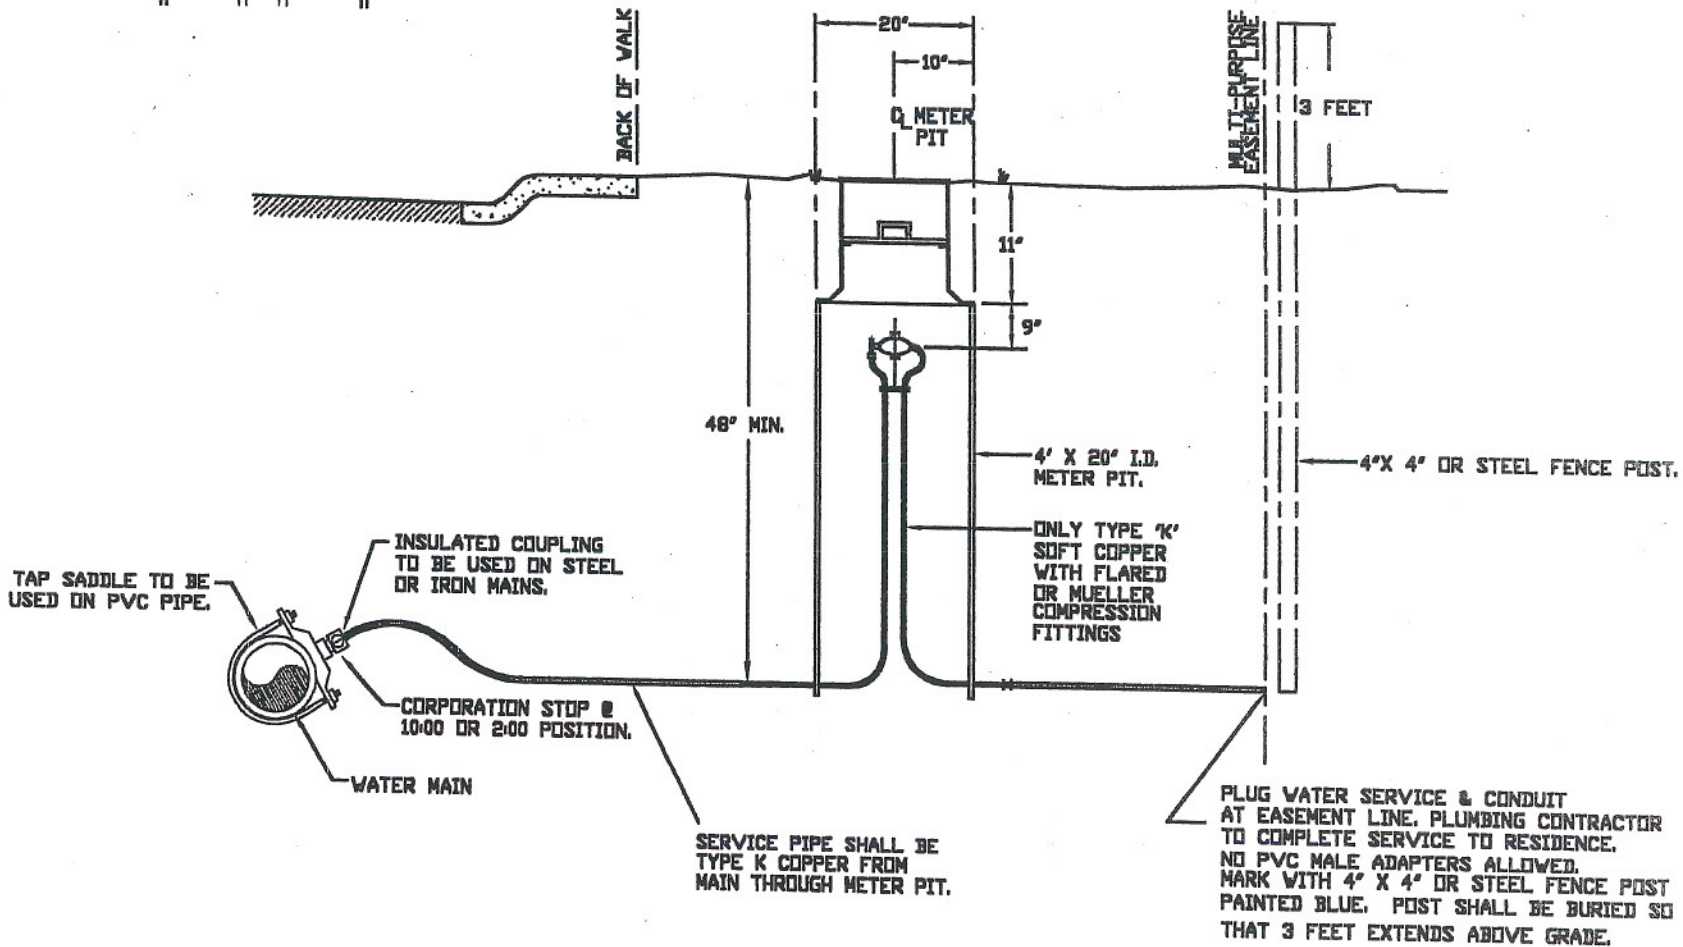 BACK OF WALK
20"
10"
℄ METER
PIT
MULTI-PURPOSE
EASEMENT LINE
3 FEET
11"
9"
48" MIN.
4' X 20" I.D.
METER PIT.
4"X 4" OR STEEL FENCE POST.
ONLY TYPE 'K'
SOFT COPPER
WITH FLARED
OR MUELLER
COMPRESSION
FITTINGS
INSULATED COUPLING
TO BE USED ON STEEL
OR IRON MAINS.
TAP SADDLE TO BE
USED ON PVC PIPE.
CORPORATION STOP @
10:00 OR 2:00 POSITION.
WATER MAIN
SERVICE PIPE SHALL BE
TYPE K COPPER FROM
MAIN THROUGH METER PIT.
PLUG WATER SERVICE & CONDUIT
AT EASEMENT LINE. PLUMBING CONTRACTOR
TO COMPLETE SERVICE TO RESIDENCE.
NO PVC MALE ADAPTERS ALLOWED.
MARK WITH 4" X 4" OR STEEL FENCE POST
PAINTED BLUE. POST SHALL BE BURIED SO
THAT 3 FEET EXTENDS ABOVE GRADE.